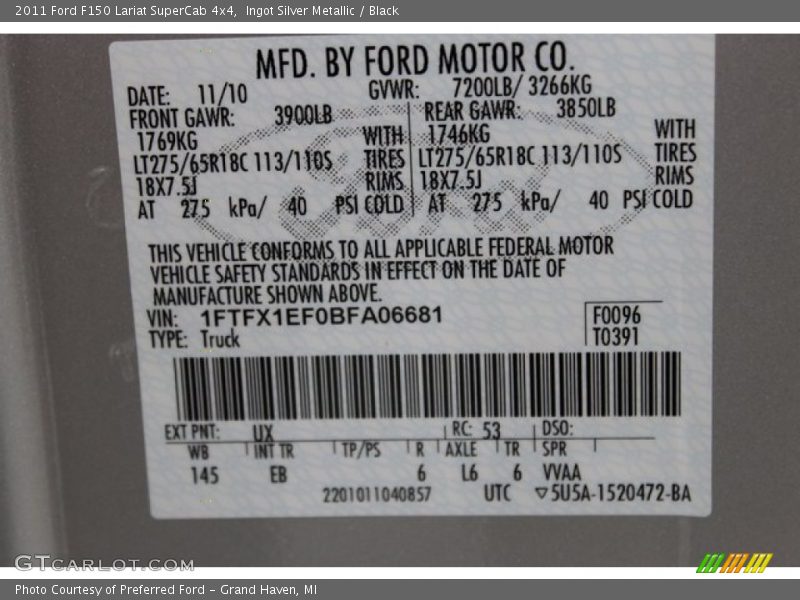 2011 Ford F150 Lariat SuperCab 4x4, Ingot Silver Metallic / Black
MFD. BY FORD MOTOR CO.
DATE: 11/10 GVWR: 7200LB/ 3266KG
FRONT GAWR: 3900LB REAR GAWR: 3850LB
1769KG WITH 1746KG WITH
LT275/65R18C 113/110S TIRES LT275/65R18C 113/110S TIRES
18X7.5J RIMS 18X7.5J RIMS
AT 275 kPa/ 40 PSI COLD AT 275 kPa/ 40 PSI COLD
THIS VEHICLE CONFORMS TO ALL APPLICABLE FEDERAL MOTOR
VEHICLE SAFETY STANDARDS IN EFFECT ON THE DATE OF
MANUFACTURE SHOWN ABOVE.
VIN: 1FTFX1EF0BFA06681 F0096
TYPE: Truck T0391
EXT PNT: UX RC: 53 DSO:
WB INT TR TP/PS R AXLE TR SPR
145 EB 6 L6 6 VVAA
2201011040857 UTC ▽5U5A-1520472-BA
GTCARLOT.COM
Photo Courtesy of Preferred Ford – Grand Haven, MI